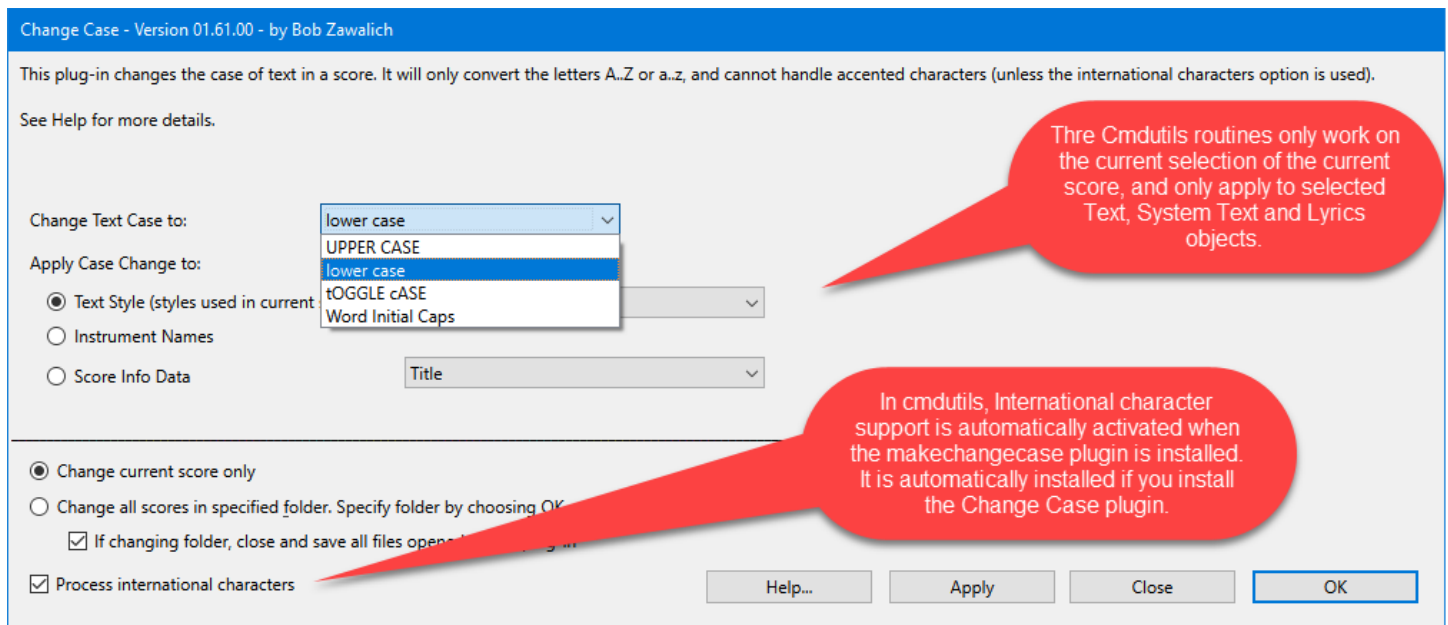 Change Case - Version 01.61.00 - by Bob Zawalich
This plug-in changes the case of text in a score. It will only convert the letters A..Z or a..z, and cannot handle accented characters (unless the international characters option is used).
See Help for more details.
Thre Cmdutils routines only work on
the current selection of the current
score, and only apply to selected
Text, System Text and Lyrics
objects.
Change Text Case to:
lower case
UPPER CASE
lower case
tOGGLE cASE
Word Initial Caps
Apply Case Change to:
Text Style (styles used in current
Instrument Names
Score Info Data
Title
In cmdutils, International character
support is automatically activated when
the makechangecase plugin is installed.
It is automatically installed if you install
the Change Case plugin.
Change current score only
Change all scores in specified folder. Specify folder by choosing OK
If changing folder, close and save all files
Process international characters
Help...
Apply
Close
OK